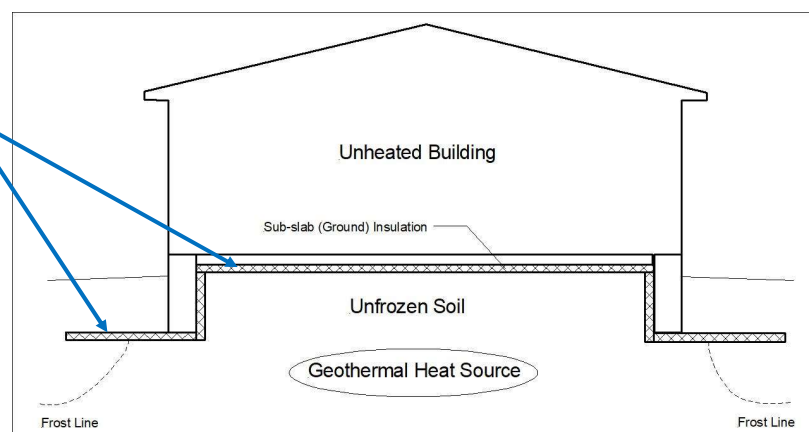 Unheated Building
Sub-slab (Ground) Insulation
Unfrozen Soil
Geothermal Heat Source
Frost Line
Frost Line